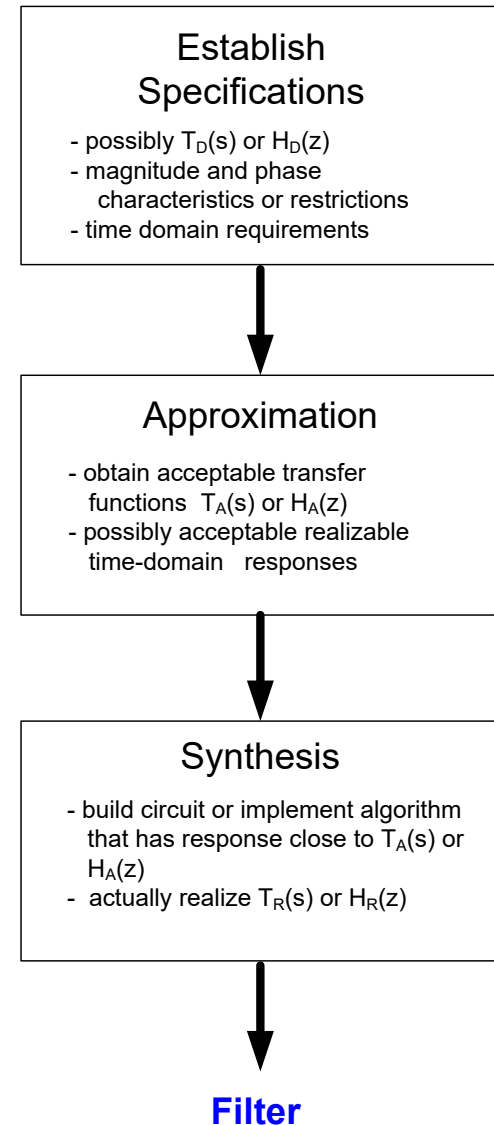 Establish
Specifications
- possibly T_D(s) or H_D(z)
- magnitude and phase
characteristics or restrictions
- time domain requirements
Approximation
- obtain acceptable transfer
functions T_A(s) or H_A(z)
- possibly acceptable realizable
time-domain responses
Synthesis
- build circuit or implement algorithm
that has response close to T_A(s) or
H_A(z)
- actually realize T_R(s) or H_R(z)
Filter